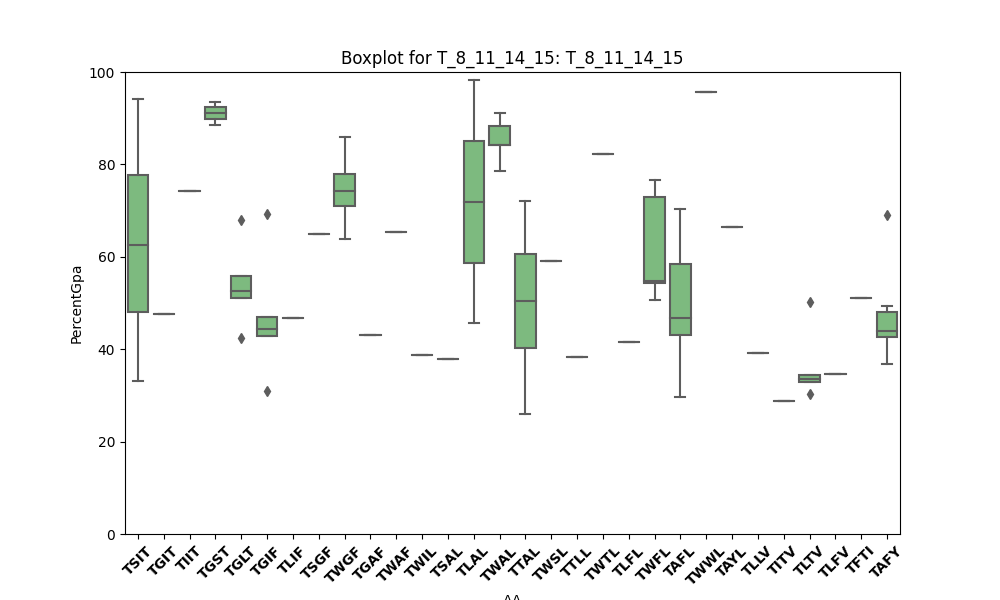 Boxplot for T_8_11_14_15: T_8_11_14_15
100
80
60
40
20
0
PercentGpa
TSIT TGIT TIIT TGST TGLT TGIF TLIF TSGF TWGF TGAF TWAF TWIL TSAL TLAL TWAL TTAL TWSL TTLL TWTL TLFL TWFL TAFL TWWL TAYL TLLV TITV TLTV TLFV TFTI TAFY
AA